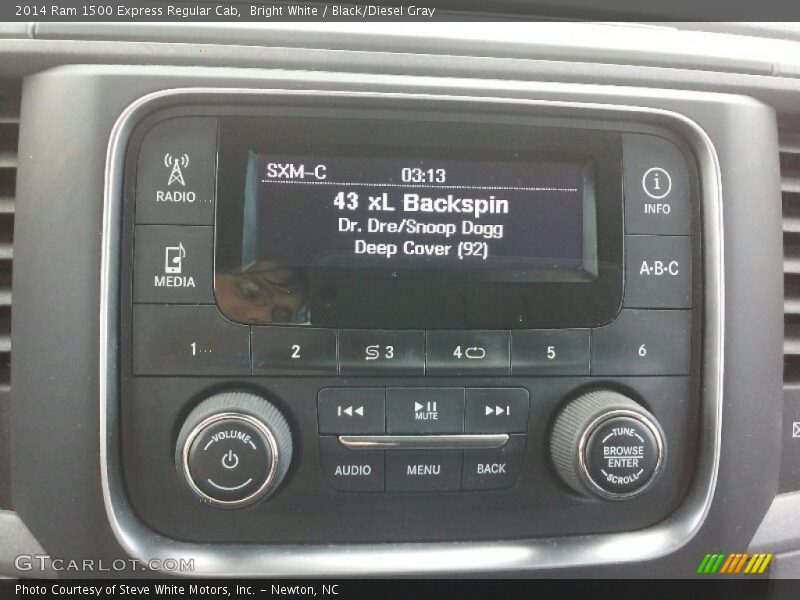 2014 Ram 1500 Express Regular Cab,  Bright White / Black/Diesel Gray
SXM-C 03:13
43 xL Backspin
Dr. Dre/Snoop Dogg
Deep Cover (92)
RADIO
MEDIA
i
INFO
A·B·C
1 2 3 4 5 6
VOLUME
MUTE
AUDIO MENU BACK
TUNE
BROWSE
ENTER
SCROLL
GTCARLOT.COM
Photo Courtesy of Steve White Motors, Inc. – Newton, NC